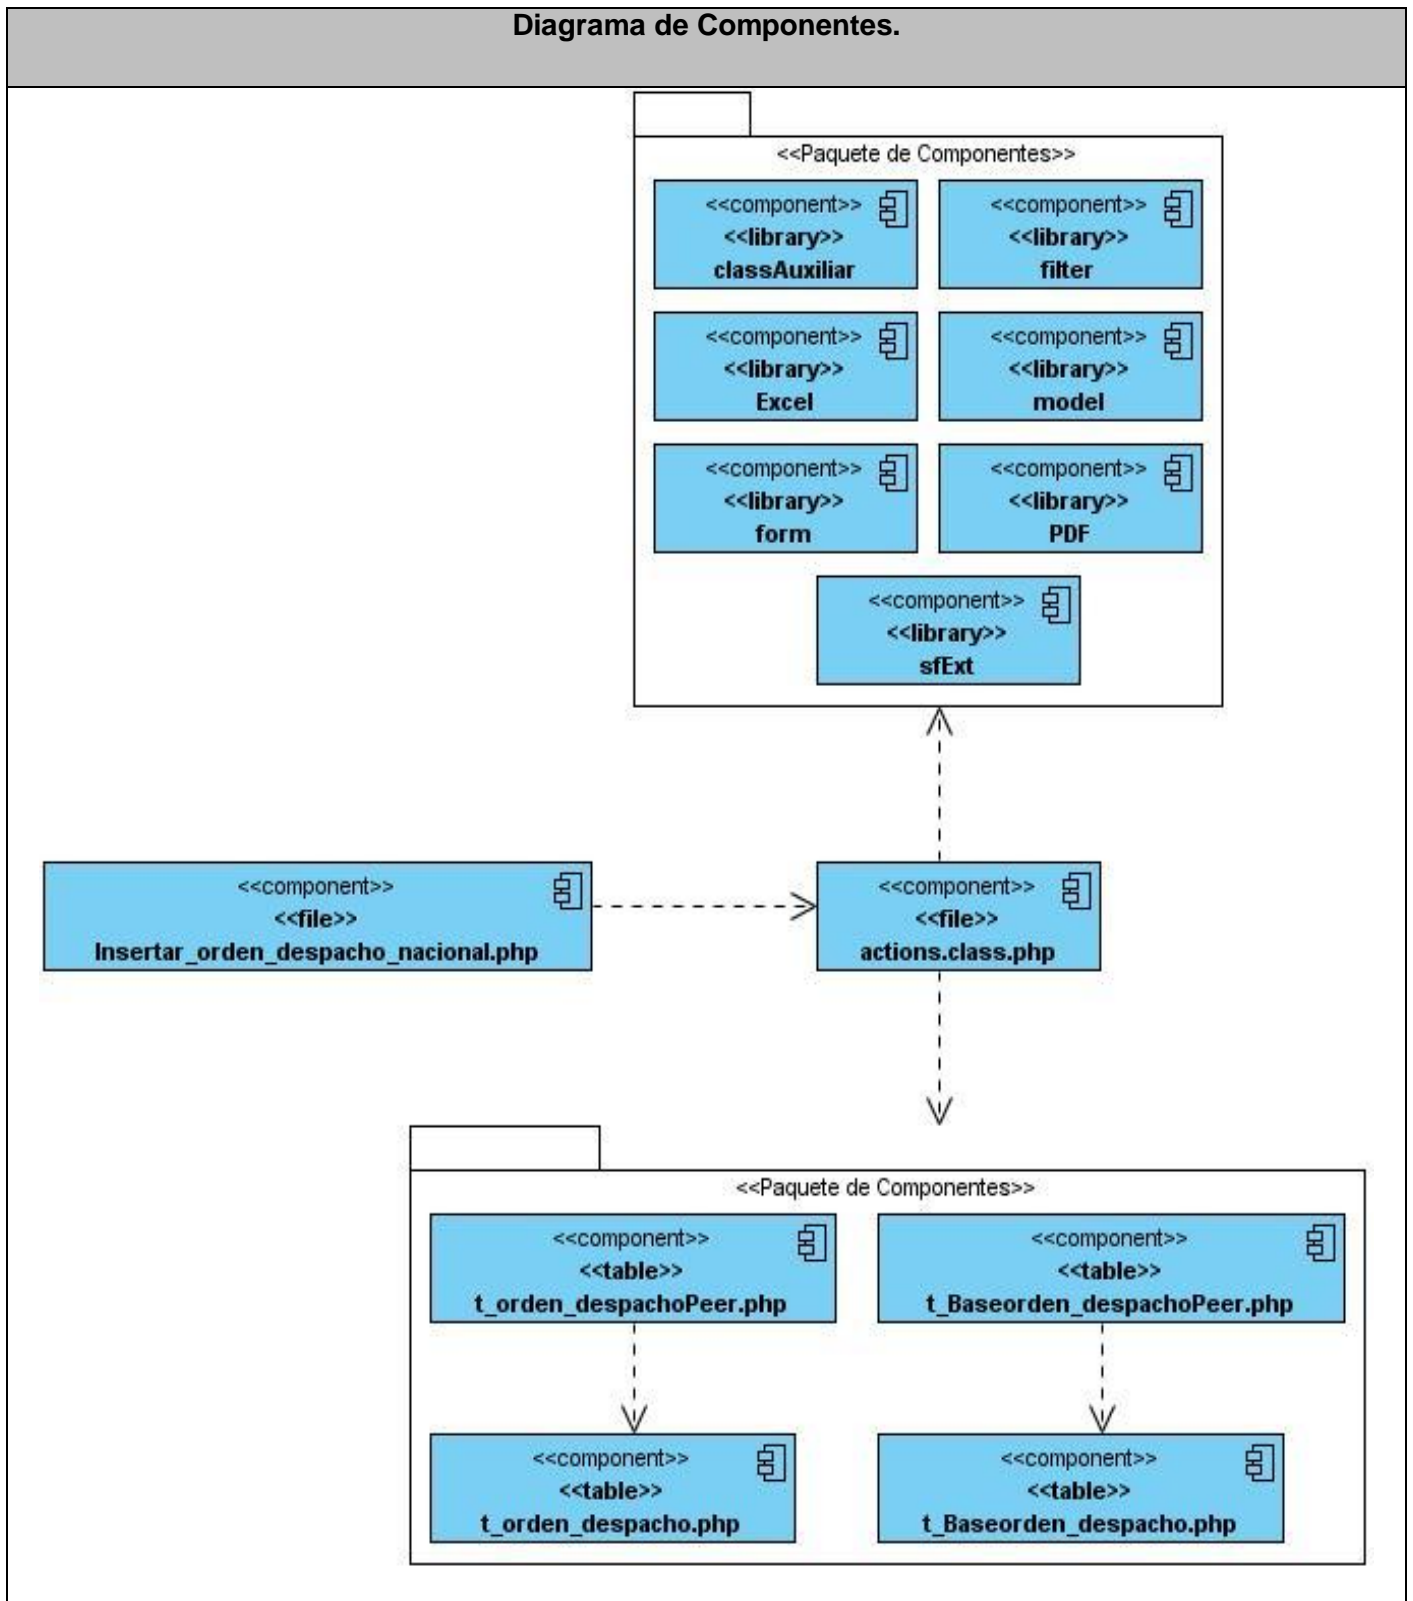 Diagrama de Componentes.
<<Paquete de Componentes>>
<<component>>
<<library>>
classAuxiliar
<<component>>
<<library>>
filter
<<component>>
<<library>>
Excel
<<component>>
<<library>>
model
<<component>>
<<library>>
form
<<component>>
<<library>>
PDF
<<component>>
<<library>>
sfExt
<<component>>
<<file>>
Insertar_orden_despacho_nacional.php
<<component>>
<<file>>
actions.class.php
<<Paquete de Componentes>>
<<component>>
<<table>>
t_orden_despachoPeer.php
<<component>>
<<table>>
t_Baseorden_despachoPeer.php
<<component>>
<<table>>
t_orden_despacho.php
<<component>>
<<table>>
t_Baseorden_despacho.php